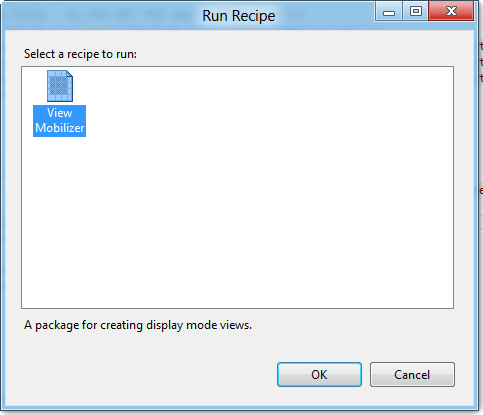 Run Recipe
Select a recipe to run:
View
Mobilizer
A package for creating display mode views.
OK
Cancel